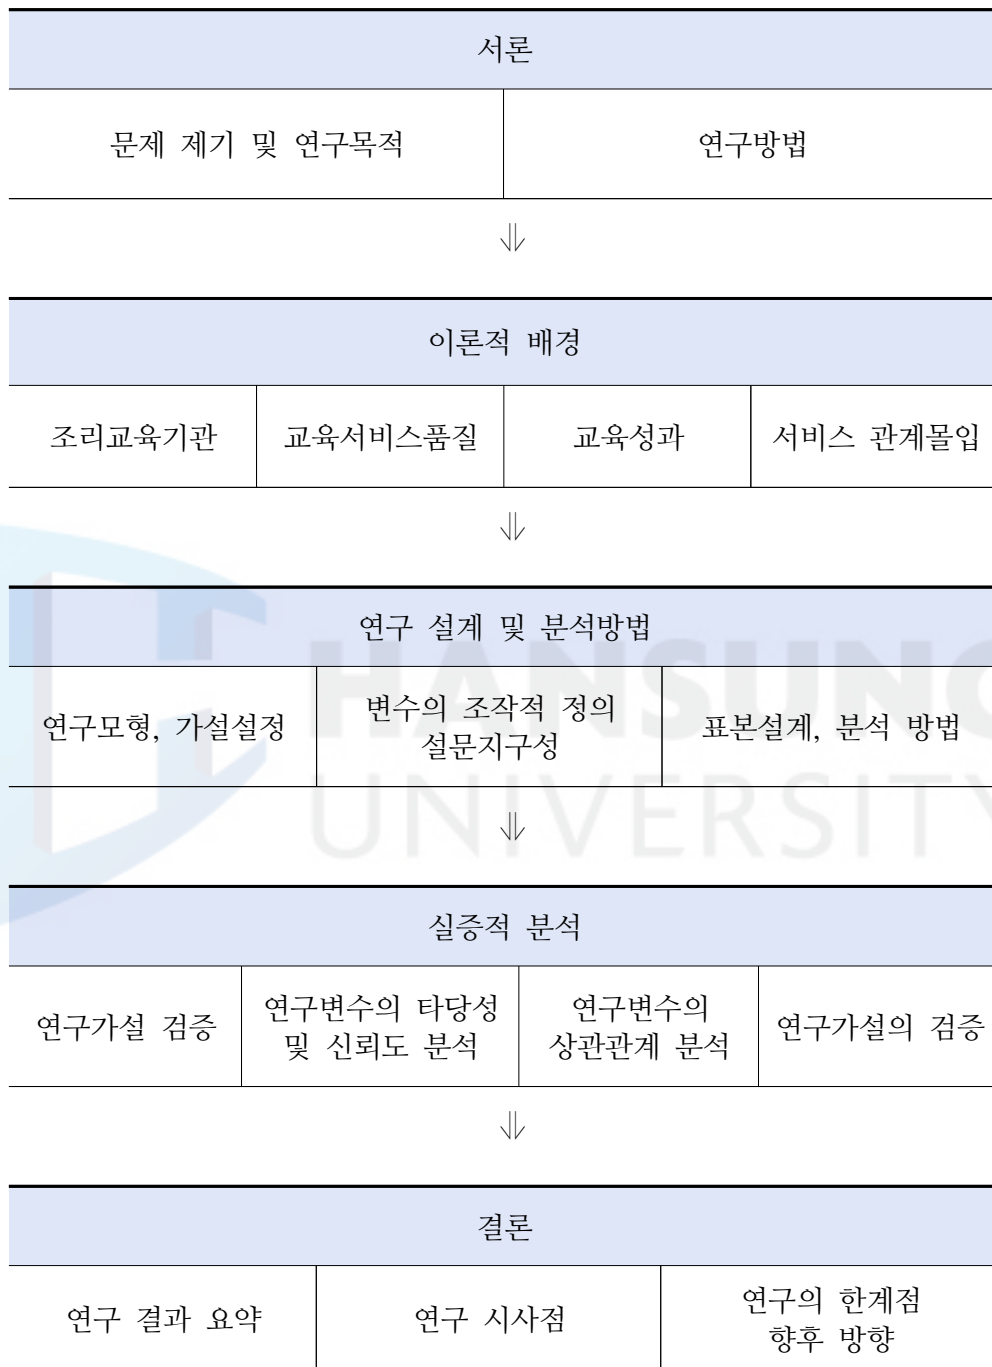 서론
문제 제기 및 연구목적
연구방법
⇓
이론적 배경
조리교육기관
교육서비스품질
교육성과
서비스 관계몰입
⇓
연구 설계 및 분석방법
연구모형, 가설설정
변수의 조작적 정의
설문지구성
표본설계, 분석 방법
⇓
실증적 분석
연구가설 검증
연구변수의 타당성
및 신뢰도 분석
연구변수의
상관관계 분석
연구가설의 검증
⇓
결론
연구 결과 요약
연구 시사점
연구의 한계점
향후 방향
HANSUNG
UNIVERSITY